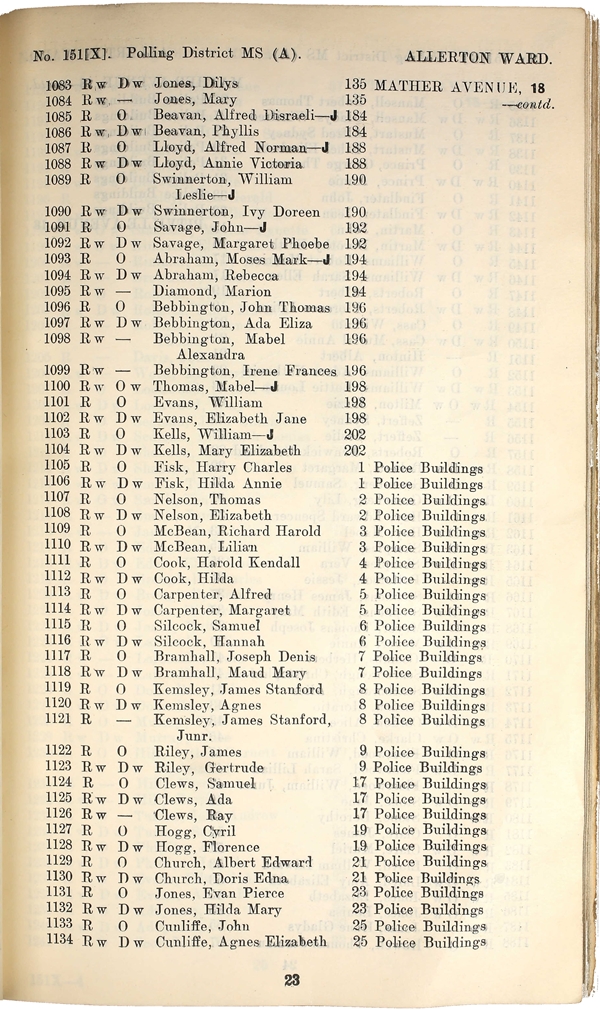 No. 151[X]. Polling District MS (A). ALLERTON WARD.
1083 R w D w Jones, Dilys 135 MATHER AVENUE, 18
1084 R w — Jones, Mary 135 —contd.
1085 R O Beavan, Alfred Disraeli—J 184
1086 R w D w Beavan, Phyllis 184
1087 R O Lloyd, Alfred Norman—J 188
1088 R w D w Lloyd, Annie Victoria 188
1089 R O Swinnerton, William 190
Leslie—J
1090 R w D w Swinnerton, Ivy Doreen 190
1091 R O Savage, John—J 192
1092 R w D w Savage, Margaret Phoebe 192
1093 R O Abraham, Moses Mark—J 194
1094 R w D w Abraham, Rebecca 194
1095 R w — Diamond, Marion 194
1096 R O Bebbington, John Thomas 196
1097 R w D w Bebbington, Ada Eliza 196
1098 R w — Bebbington, Mabel 196
Alexandra
1099 R w — Bebbington, Irene Frances 196
1100 R w O w Thomas, Mabel—J 198
1101 R O Evans, William 198
1102 R w D w Evans, Elizabeth Jane 198
1103 R O Kells, William—J 202
1104 R w D w Kells, Mary Elizabeth 202
1105 R O Fisk, Harry Charles 1 Police Buildings
1106 R w D w Fisk, Hilda Annie 1 Police Buildings
1107 R O Nelson, Thomas 2 Police Buildings
1108 R w D w Nelson, Elizabeth 2 Police Buildings
1109 R O McBean, Richard Harold 3 Police Buildings
1110 R w D w McBean, Lilian 3 Police Buildings
1111 R O Cook, Harold Kendall 4 Police Buildings
1112 R w D w Cook, Hilda 4 Police Buildings
1113 R O Carpenter, Alfred 5 Police Buildings
1114 R w D w Carpenter, Margaret 5 Police Buildings
1115 R O Silcock, Samuel 6 Police Buildings
1116 R w D w Silcock, Hannah 6 Police Buildings
1117 R O Bramhall, Joseph Denis 7 Police Buildings
1118 R w D w Bramhall, Maud Mary 7 Police Buildings
1119 R O Kemsley, James Stanford 8 Police Buildings
1120 R w D w Kemsley, Agnes 8 Police Buildings
1121 R — Kemsley, James Stanford, 8 Police Buildings
Junr.
1122 R O Riley, James 9 Police Buildings
1123 R w D w Riley, Gertrude 9 Police Buildings
1124 R O Clews, Samuel 17 Police Buildings
1125 R w D w Clews, Ada 17 Police Buildings
1126 R w — Clews, Ray 17 Police Buildings
1127 R O Hogg, Cyril 19 Police Buildings
1128 R w D w Hogg, Florence 19 Police Buildings
1129 R O Church, Albert Edward 21 Police Buildings
1130 R w D w Church, Doris Edna 21 Police Buildings
1131 R O Jones, Evan Pierce 23 Police Buildings
1132 R w D w Jones, Hilda Mary 23 Police Buildings
1133 R O Cunliffe, John 25 Police Buildings
1134 R w D w Cunliffe, Agnes Elizabeth 25 Police Buildings
23